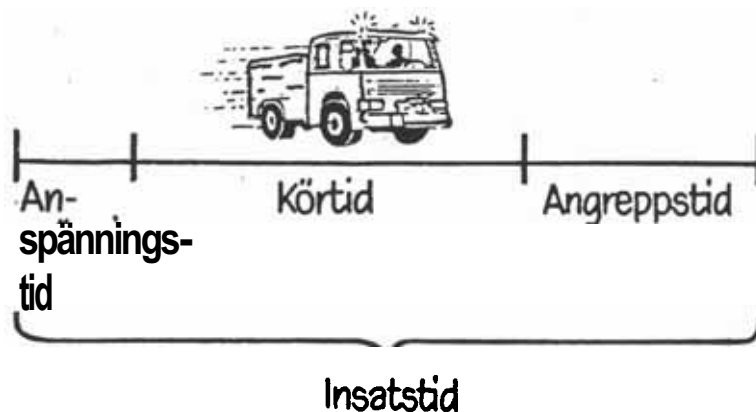 An-
spännings-
tid
Körtid
Angreppstid
Insatstid